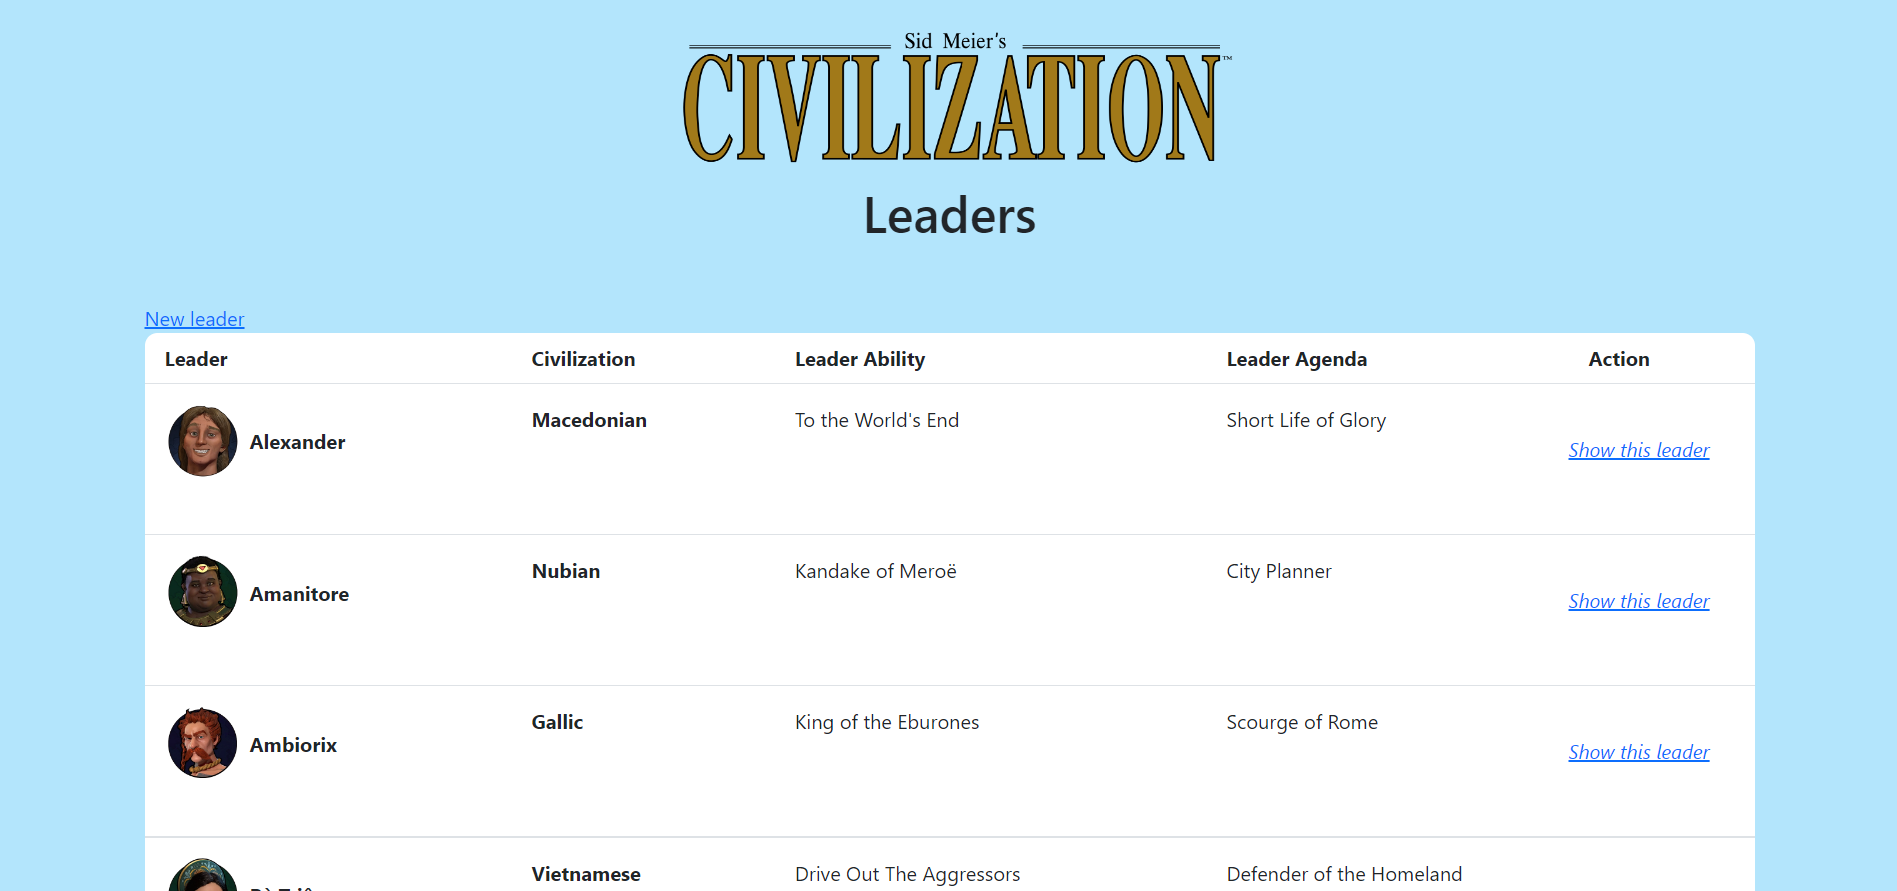 Sid Meier's
CIVILIZATION™
Leaders
New leader
Leader Civilization Leader Ability Leader Agenda Action
Alexander Macedonian To the World's End Short Life of Glory Show this leader
Amanitore Nubian Kandake of Meroë City Planner Show this leader
Ambiorix Gallic King of the Eburones Scourge of Rome Show this leader
Vietnamese Drive Out The Aggressors Defender of the Homeland